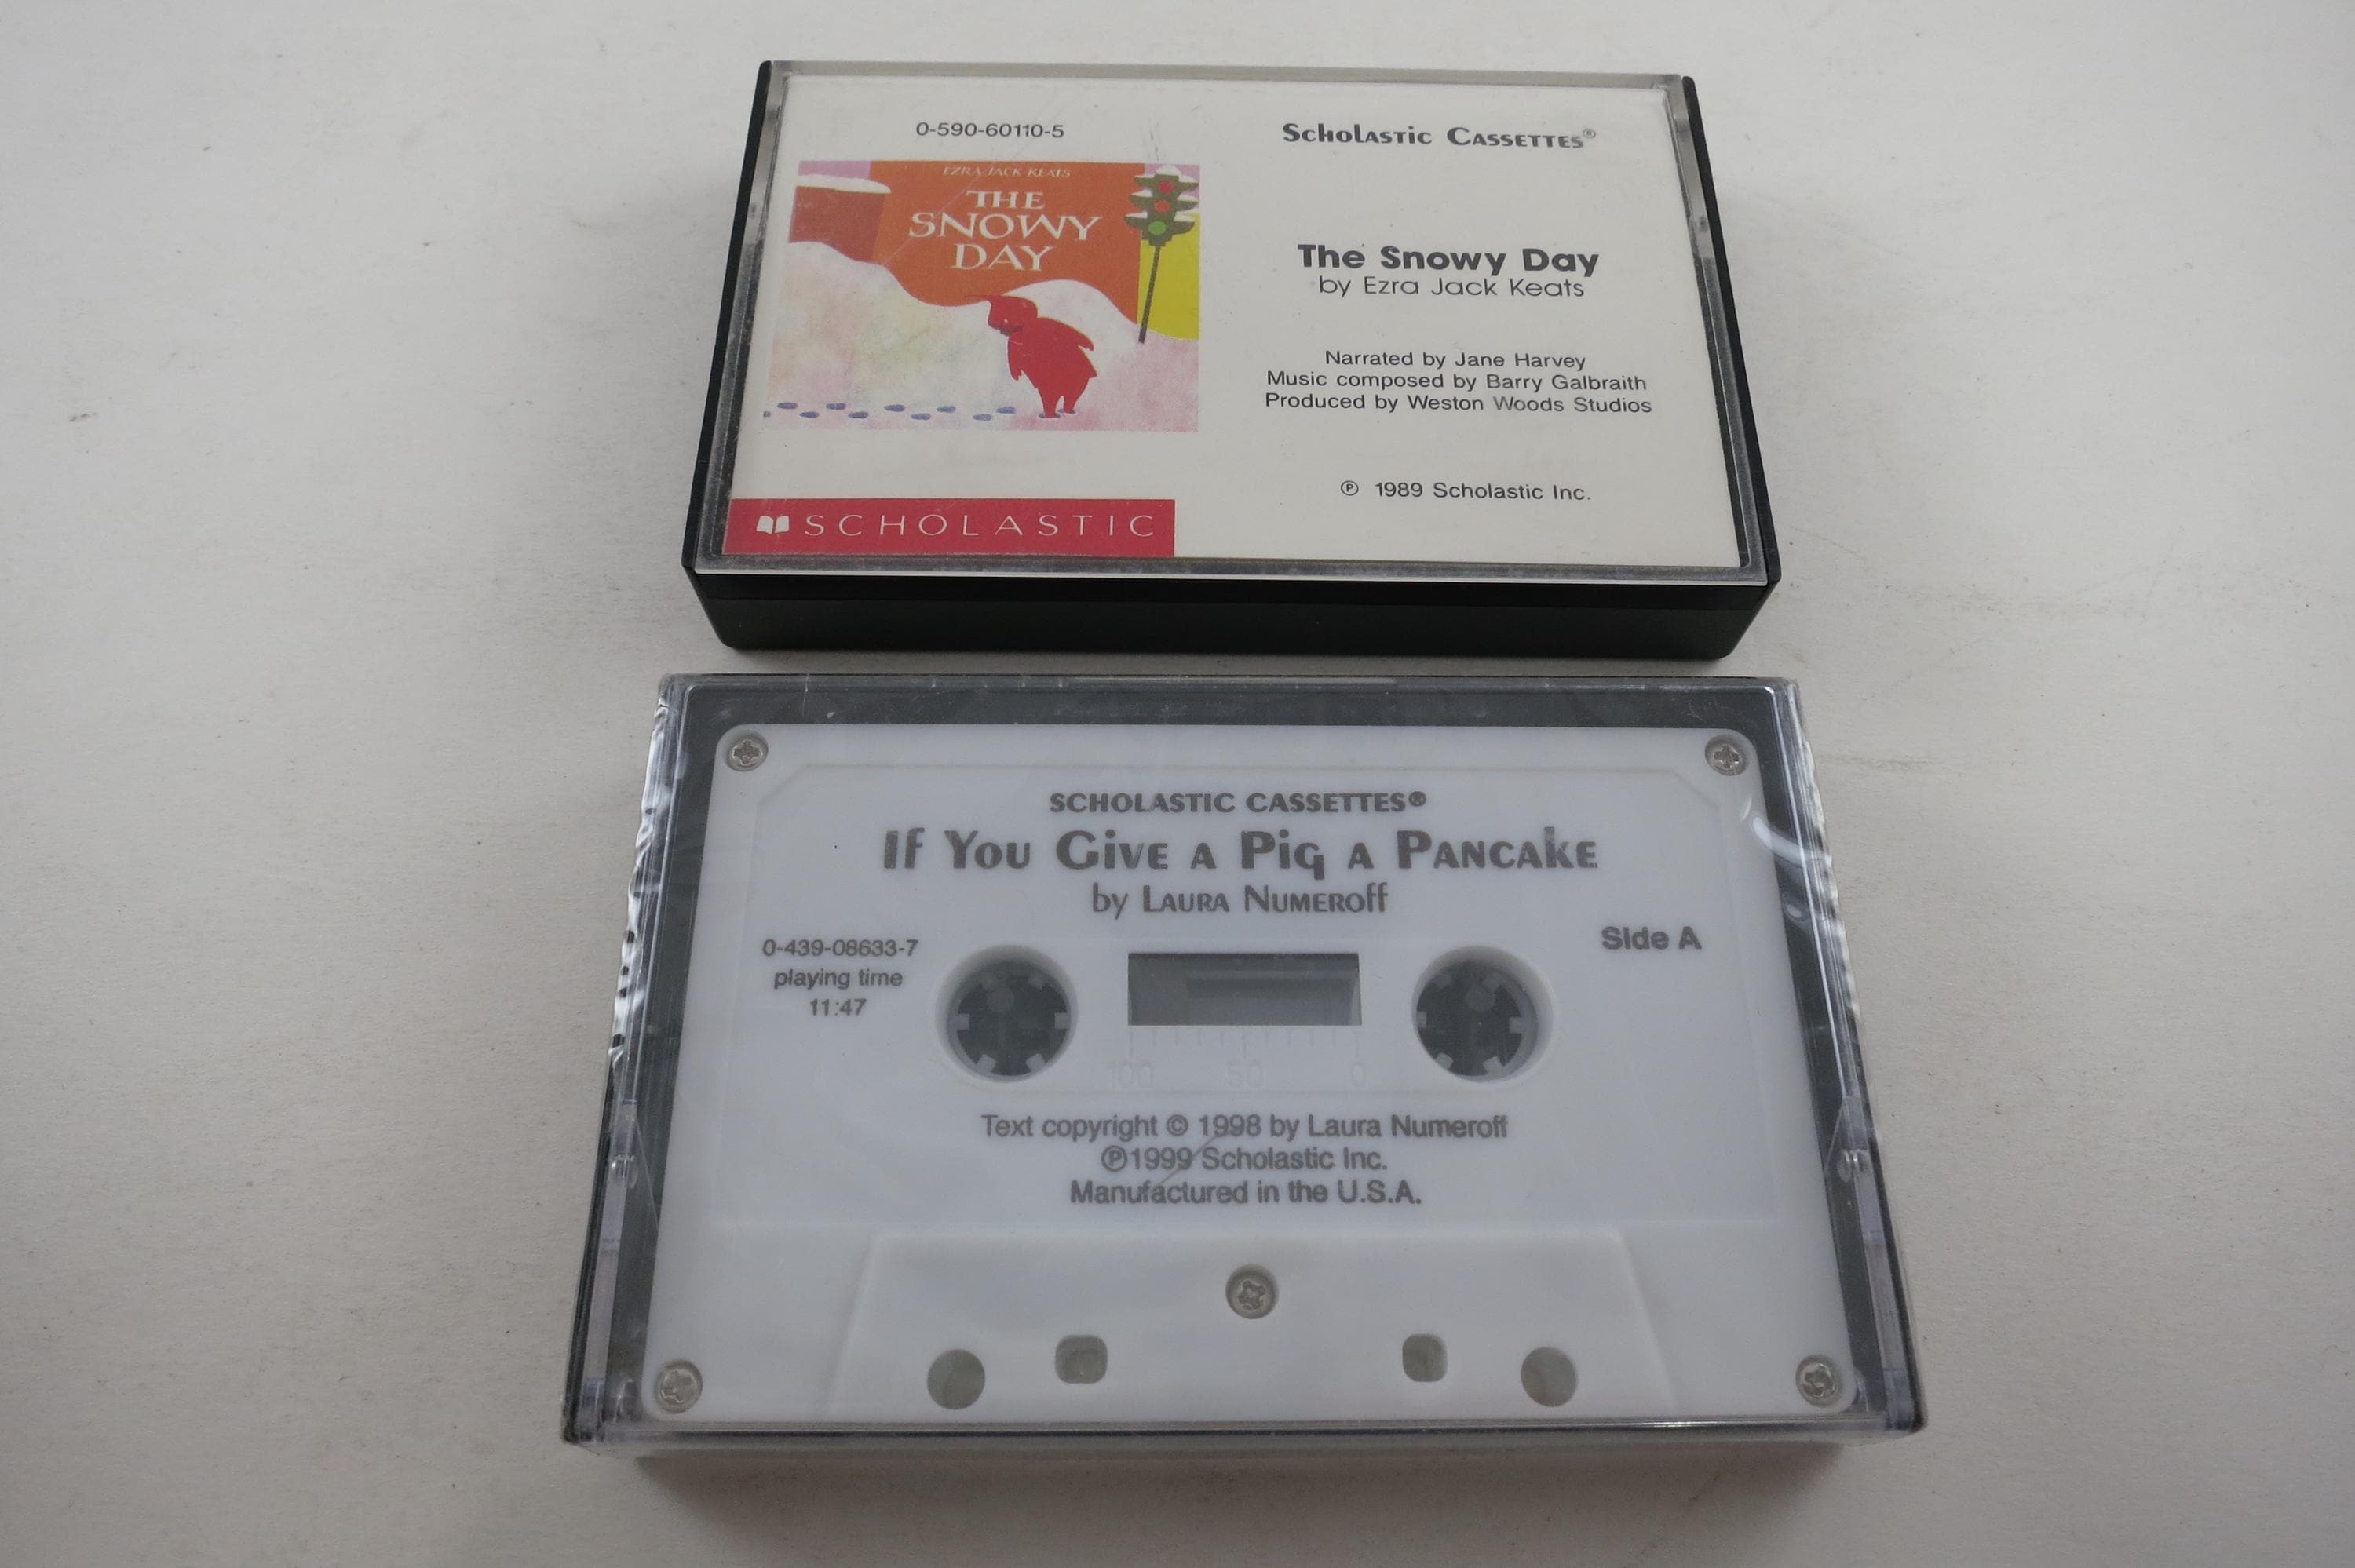 0-590-60110-5
Scholastic Cassettes®
EZRA JACK KEATS
THE
SNOWY
DAY
The Snowy Day
by Ezra Jack Keats
Narrated by Jane Harvey
Music composed by Barry Galbraith
Produced by Weston Woods Studios
℗ 1989 Scholastic Inc.
SCHOLASTIC
SCHOLASTIC CASSETTES®
If You Give a Pig a Pancake
by Laura Numeroff
0-439-08633-7
playing time
11:47
Side A
100 50 0
Text copyright © 1998 by Laura Numeroff
℗1999 Scholastic Inc.
Manufactured in the U.S.A.